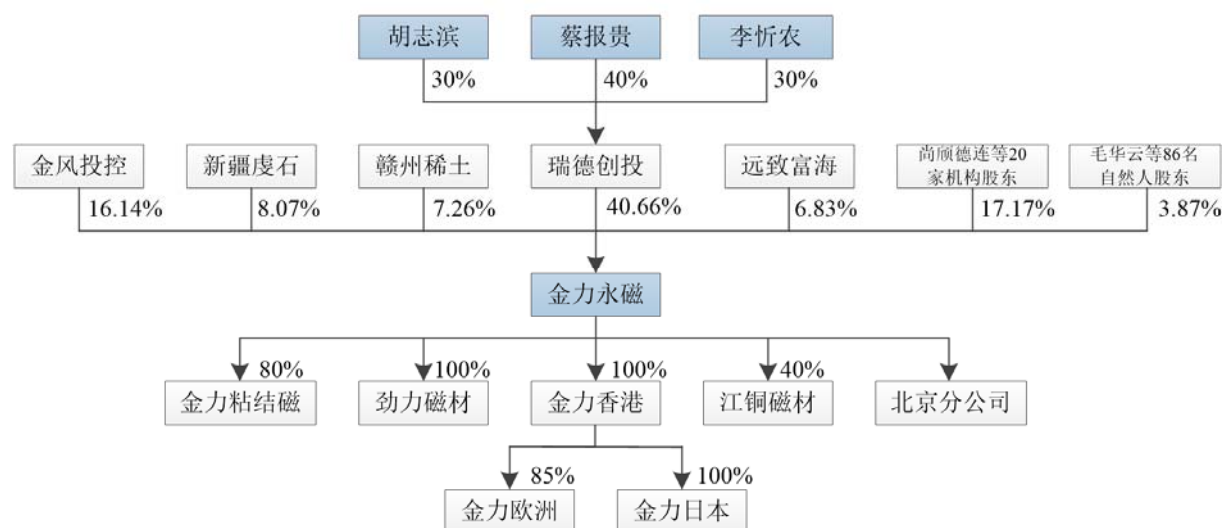 胡志滨
蔡报贵
李忻农
30%
40%
30%
金风投控
新疆虔石
赣州稀土
瑞德创投
远致富海
尚颀德连等20
家机构股东
毛华云等86名
自然人股东
16.14%
8.07%
7.26%
40.66%
6.83%
17.17%
3.87%
金力永磁
80%
100%
100%
40%
金力粘结磁
劲力磁材
金力香港
江铜磁材
北京分公司
85%
100%
金力欧洲
金力日本